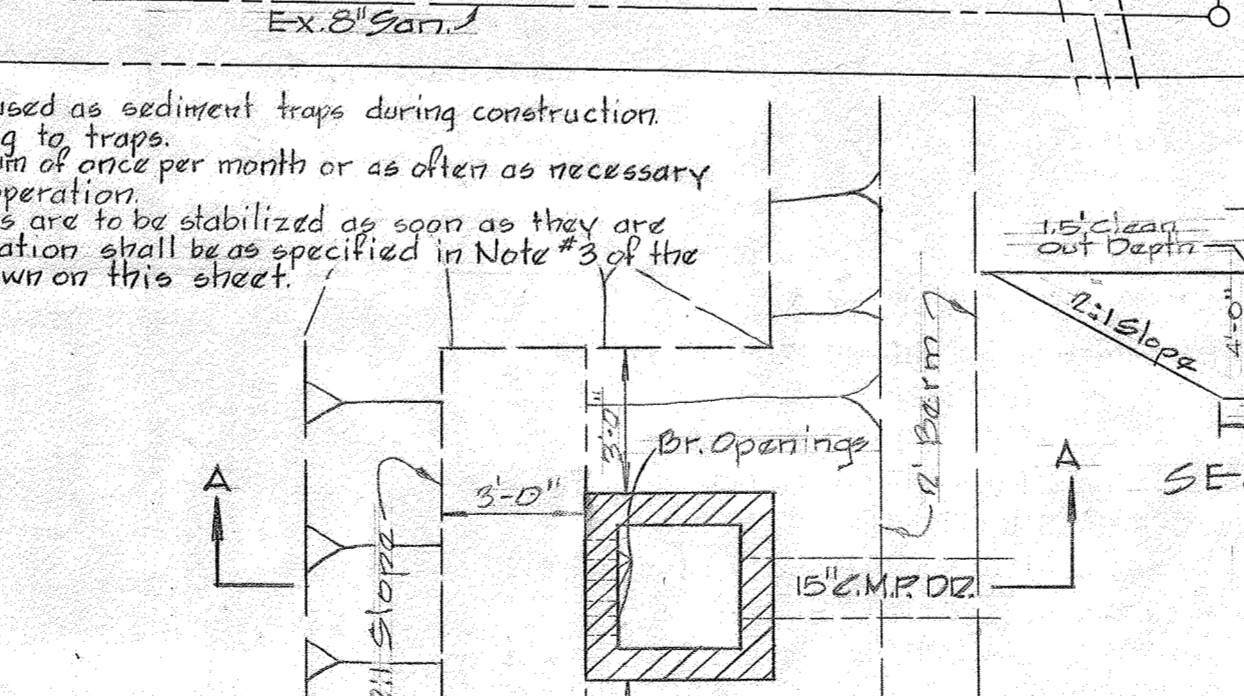 Ex. 8" San.
used as sediment traps during construction.
g to traps.
um of once per month or as often as necessary
peration.
s are to be stabilized as soon as they are
ation shall be as specified in Note #3 of the
wn on this sheet.
1.5' Clean
out Depth
2:1 Slope
4'-0"
2' Berm
3'-0"
Br. Openings
A
A
SE
3'-0"
2:1 Slope
15" C.M.P. DR.